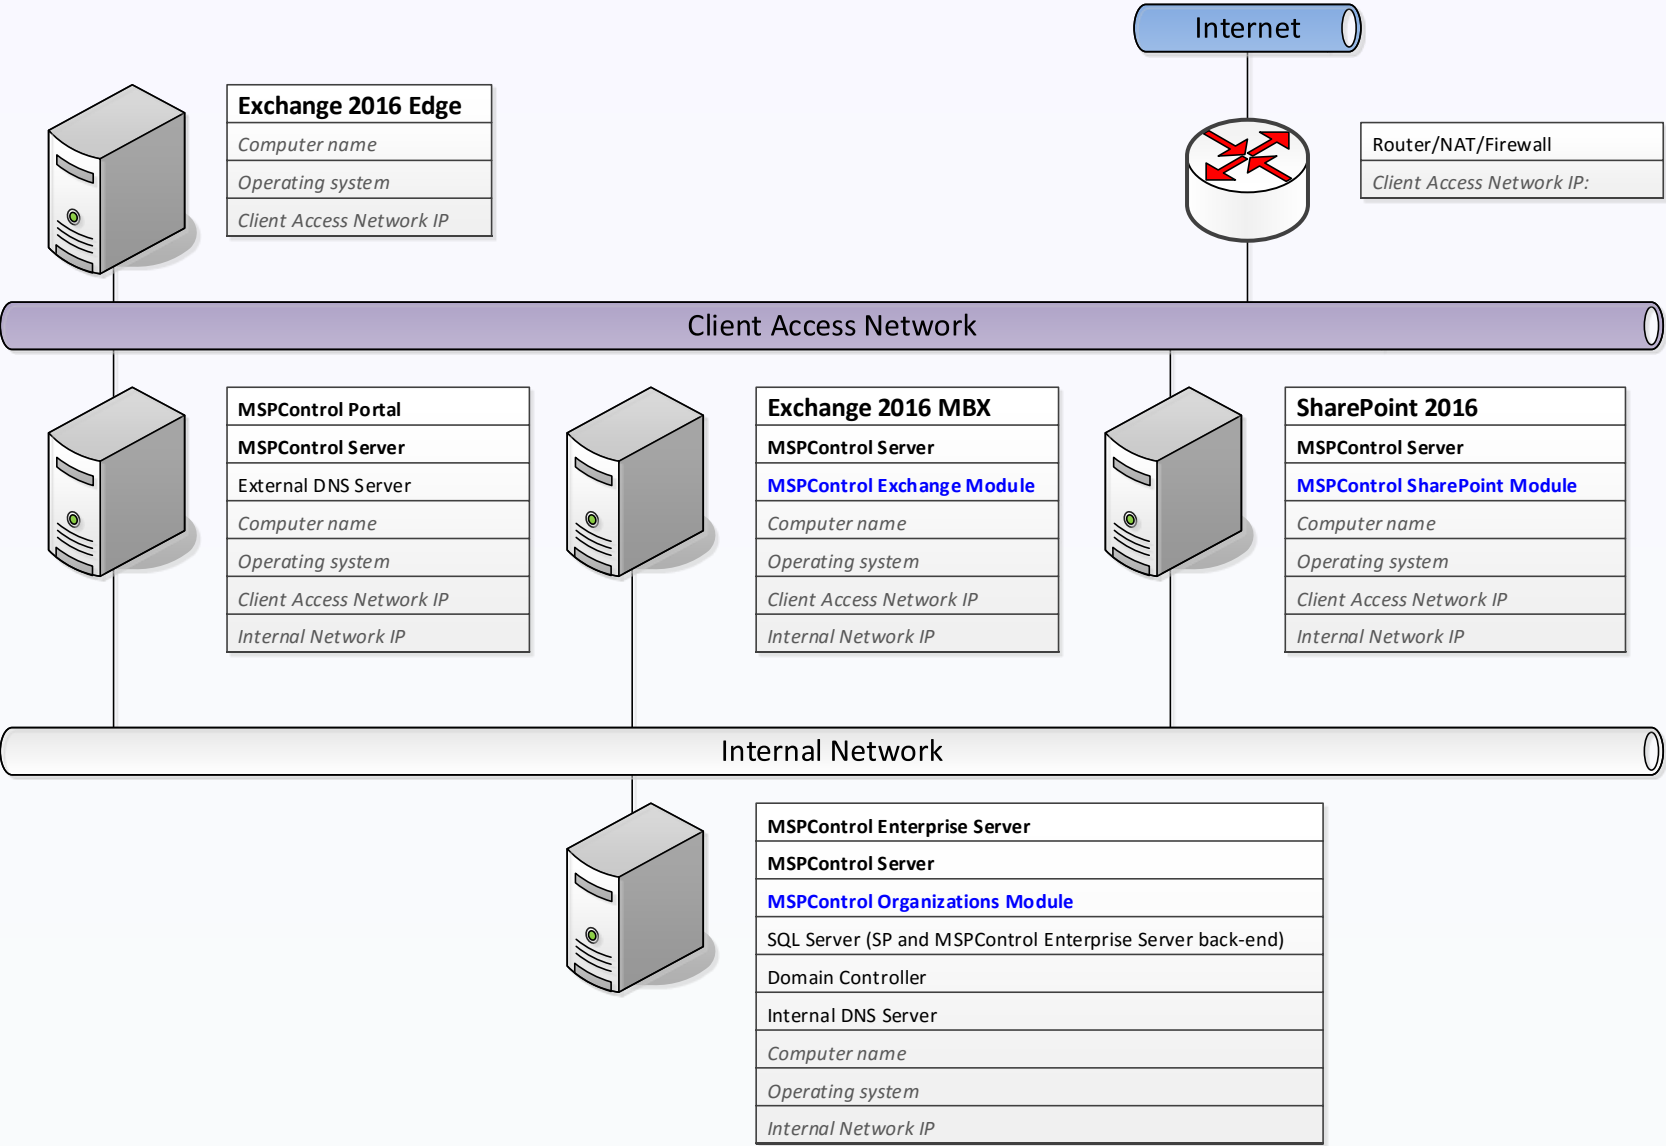 Internet
Exchange 2016 Edge
Computer name
Operating system
Client Access Network IP
Router/NAT/Firewall
Client Access Network IP:
Client Access Network
MSPControl Portal
MSPControl Server
External DNS Server
Computer name
Operating system
Client Access Network IP
Internal Network IP
Exchange 2016 MBX
MSPControl Server
MSPControl Exchange Module
Computer name
Operating system
Client Access Network IP
Internal Network IP
SharePoint 2016
MSPControl Server
MSPControl SharePoint Module
Computer name
Operating system
Client Access Network IP
Internal Network IP
Internal Network
MSPControl Enterprise Server
MSPControl Server
MSPControl Organizations Module
SQL Server (SP and MSPControl Enterprise Server back-end)
Domain Controller
Internal DNS Server
Computer name
Operating system
Internal Network IP